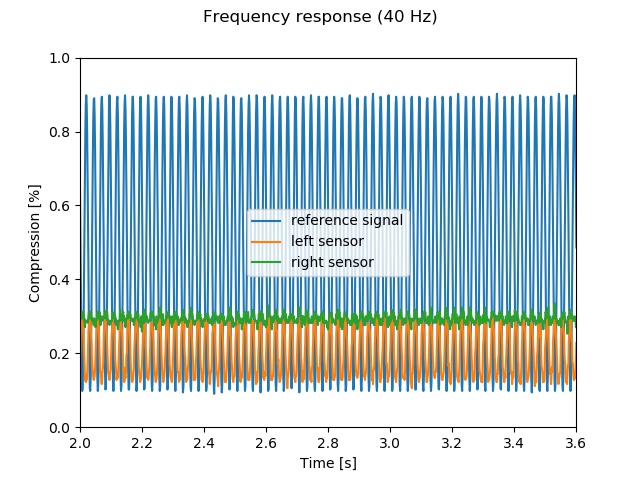 Frequency response (40 Hz)
1.0
0.8
0.6
0.4
0.2
0.0
Compression [%]
reference signal
left sensor
right sensor
2.0 2.2 2.4 2.6 2.8 3.0 3.2 3.4 3.6
Time [s]